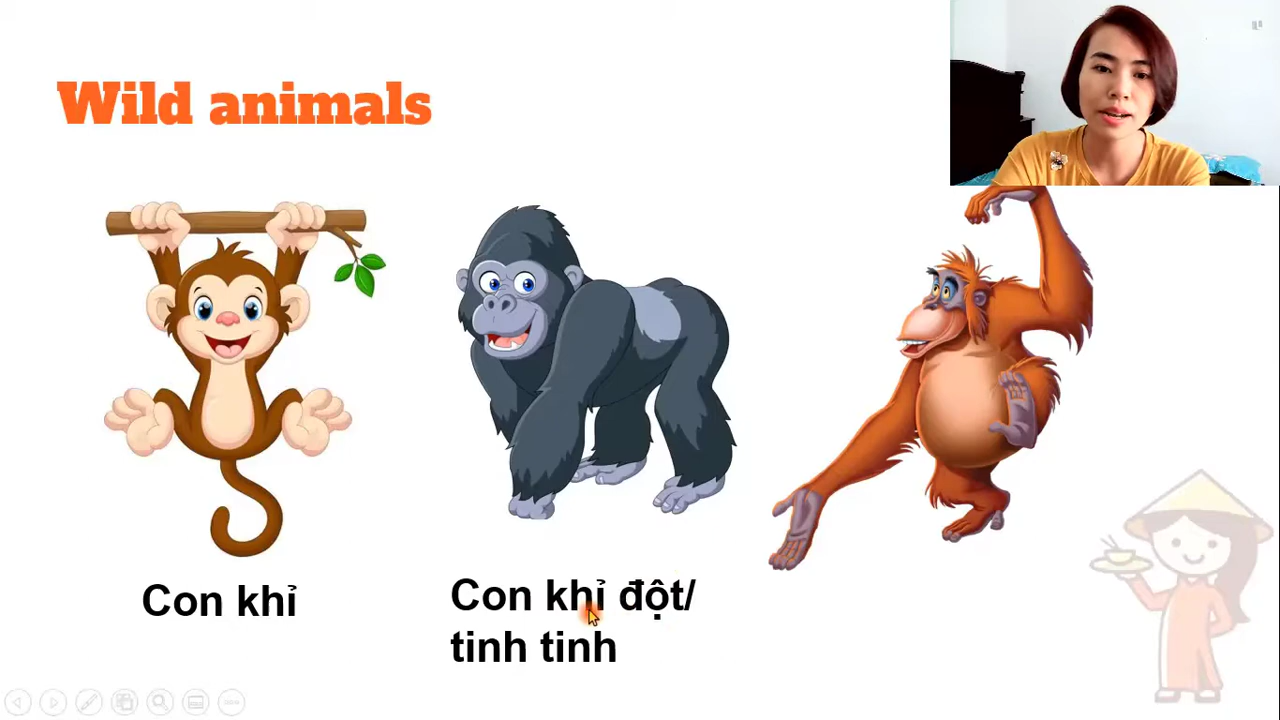 Wild animals
Con khỉ
Con khỉ đột/
tinh tinh